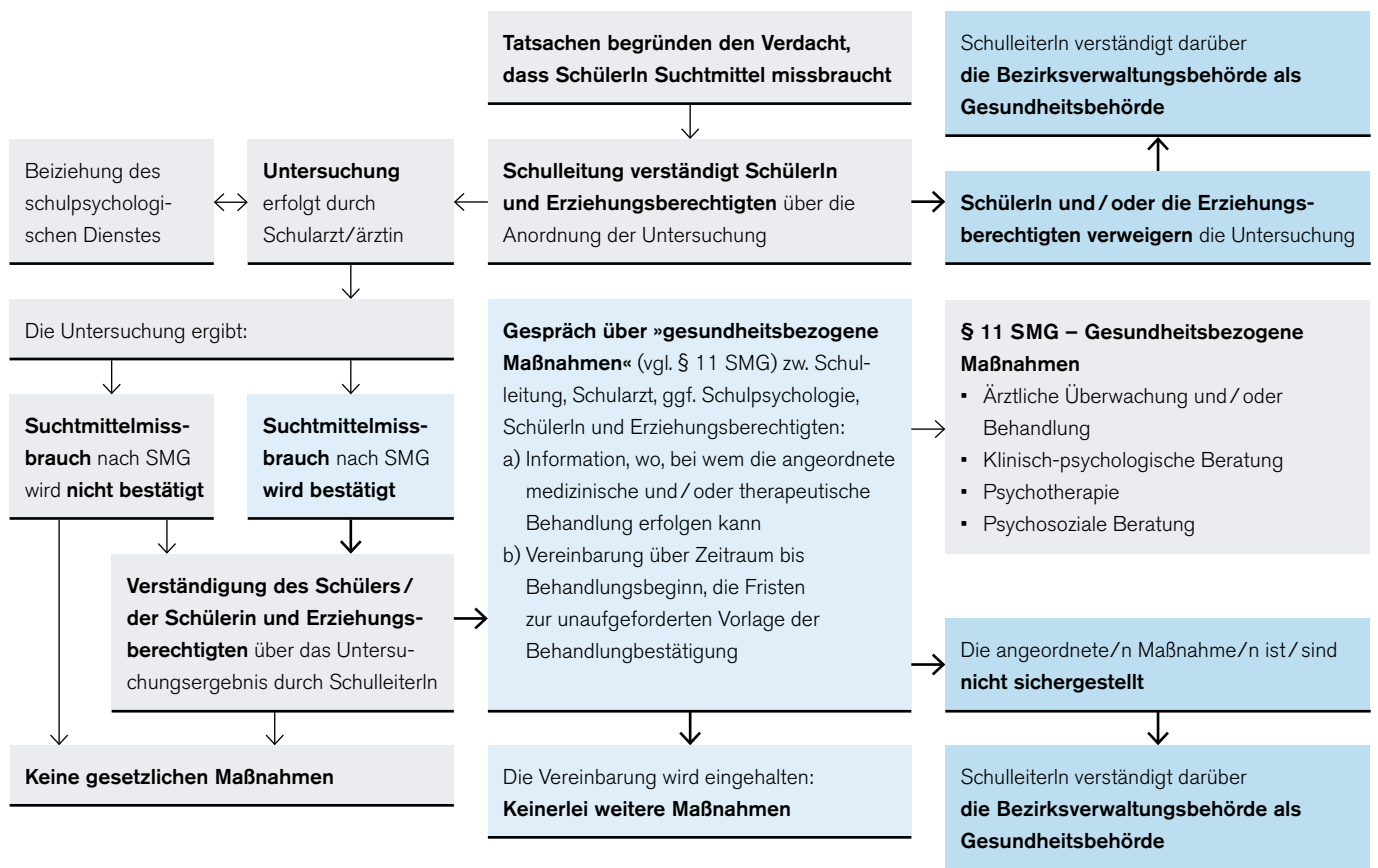 Tatsachen begründen den Verdacht,
dass SchülerIn Suchtmittel missbraucht
SchulleiterIn verständigt darüber
die Bezirksverwaltungsbehörde als
Gesundheitsbehörde
Beiziehung des
schulpsychologi-
schen Dienstes
Untersuchung
erfolgt durch
Schularzt/ärztin
Schulleitung verständigt SchülerIn
und Erziehungsberechtigten über die
Anordnung der Untersuchung
SchülerIn und/oder die Erziehungs-
berechtigten verweigern die Untersuchung
Die Untersuchung ergibt:
Suchtmittelmiss-
brauch nach SMG
wird nicht bestätigt
Suchtmittelmiss-
brauch nach SMG
wird bestätigt
Verständigung des Schülers/
der Schülerin und Erziehungs-
berechtigten über das Untersu-
chungsergebnis durch SchulleiterIn
Keine gesetzlichen Maßnahmen
Gespräch über »gesundheitsbezogene
Maßnahmen« (vgl. § 11 SMG) zw. Schul-
leitung, Schularzt, ggf. Schulpsychologie,
SchülerIn und Erziehungsberechtigten:
a) Information, wo, bei wem die angeordnete
medizinische und/oder therapeutische
Behandlung erfolgen kann
b) Vereinbarung über Zeitraum bis
Behandlungsbeginn, die Fristen
zur unaufgeforderten Vorlage der
Behandlungbestätigung
Die Vereinbarung wird eingehalten:
Keinerlei weitere Maßnahmen
§ 11 SMG – Gesundheitsbezogene
Maßnahmen
▪ Ärztliche Überwachung und/oder
Behandlung
▪ Klinisch-psychologische Beratung
▪ Psychotherapie
▪ Psychosoziale Beratung
Die angeordnete/n Maßnahme/n ist/sind
nicht sichergestellt
SchulleiterIn verständigt darüber
die Bezirksverwaltungsbehörde als
Gesundheitsbehörde